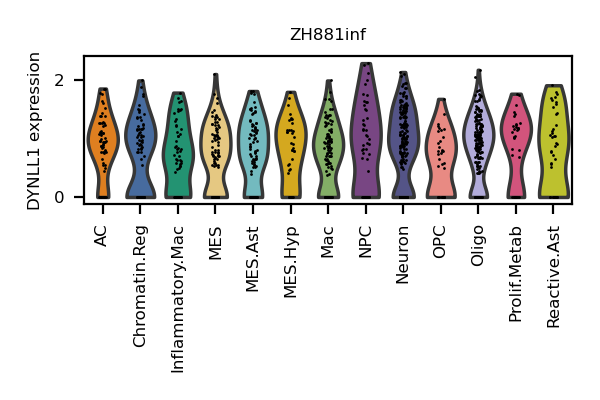 ZH881inf
DYNLL1 expression
2
0
AC
Chromatin.Reg
Inflammatory.Mac
MES
MES.Ast
MES.Hyp
Mac
NPC
Neuron
OPC
Oligo
Prolif.Metab
Reactive.Ast